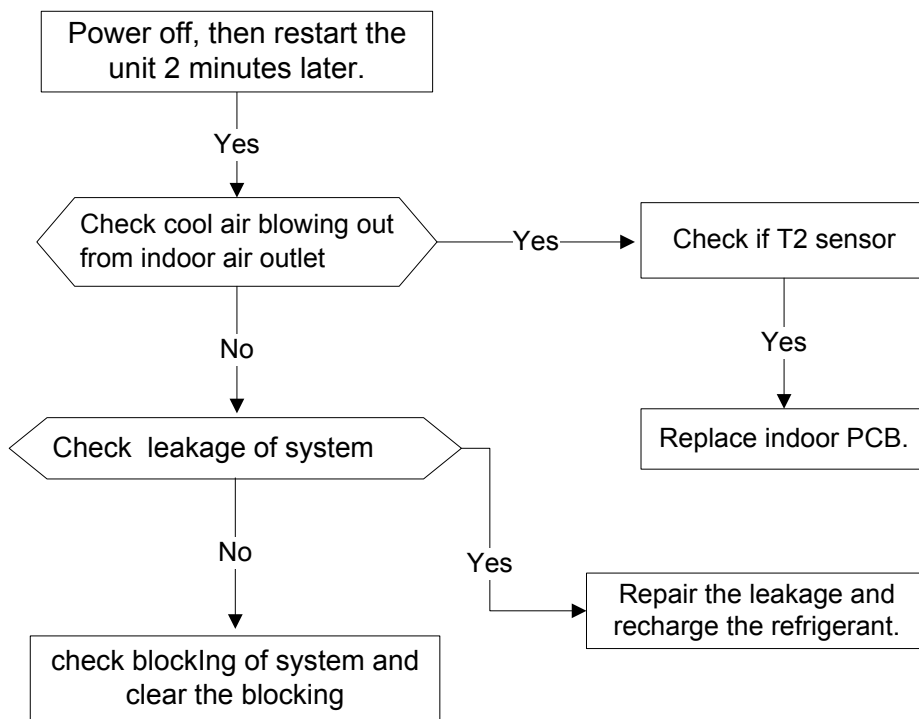 Power off, then restart the
unit 2 minutes later.
Yes
Check cool air blowing out
from indoor air outlet
Yes
Check if T2 sensor
Yes
Replace indoor PCB.
No
Check leakage of system
Yes
Repair the leakage and
recharge the refrigerant.
No
check blockIng of system and
clear the blocking